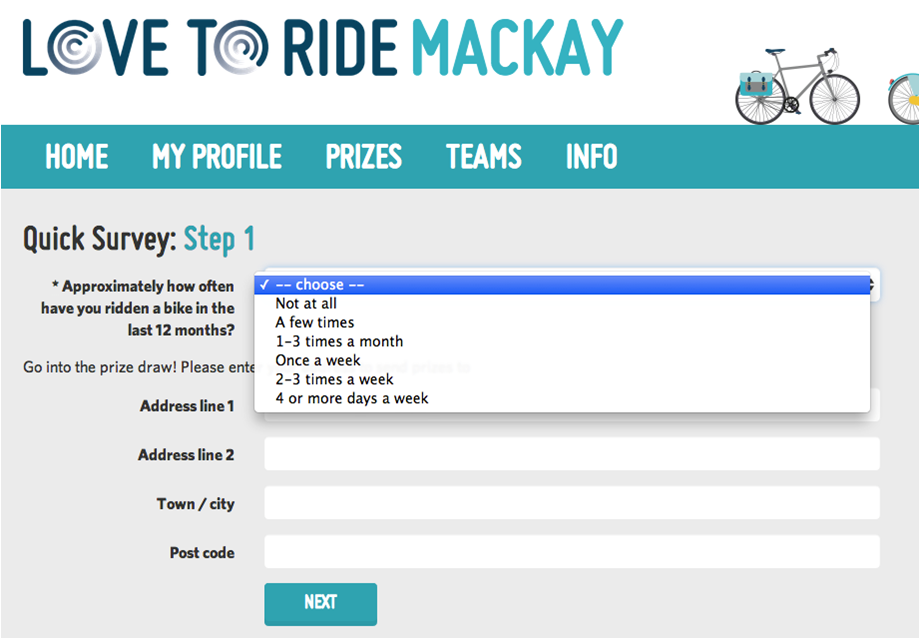 LOVE TO RIDE MACKAY
HOME MY PROFILE PRIZES TEAMS INFO
Quick Survey: Step 1
* Approximately how often
have you ridden a bike in the
last 12 months?
✓ -- choose --
Not at all
A few times
1-3 times a month
Once a week
2-3 times a week
4 or more days a week
Go into the prize draw! Please ente
Address line 1
Address line 2
Town / city
Post code
NEXT